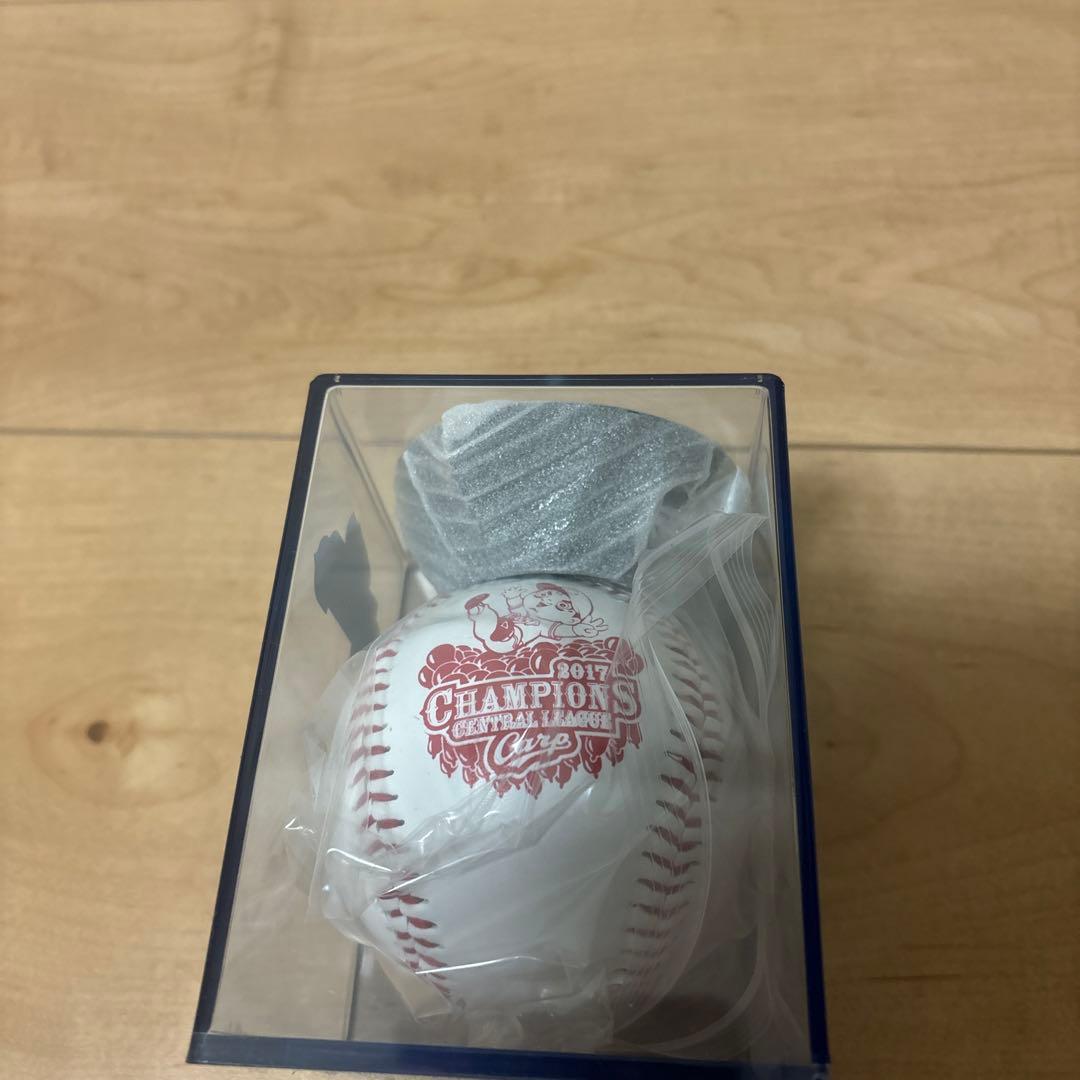 2017
CHAMPIONS
CENTRAL LEAGUE
Carp